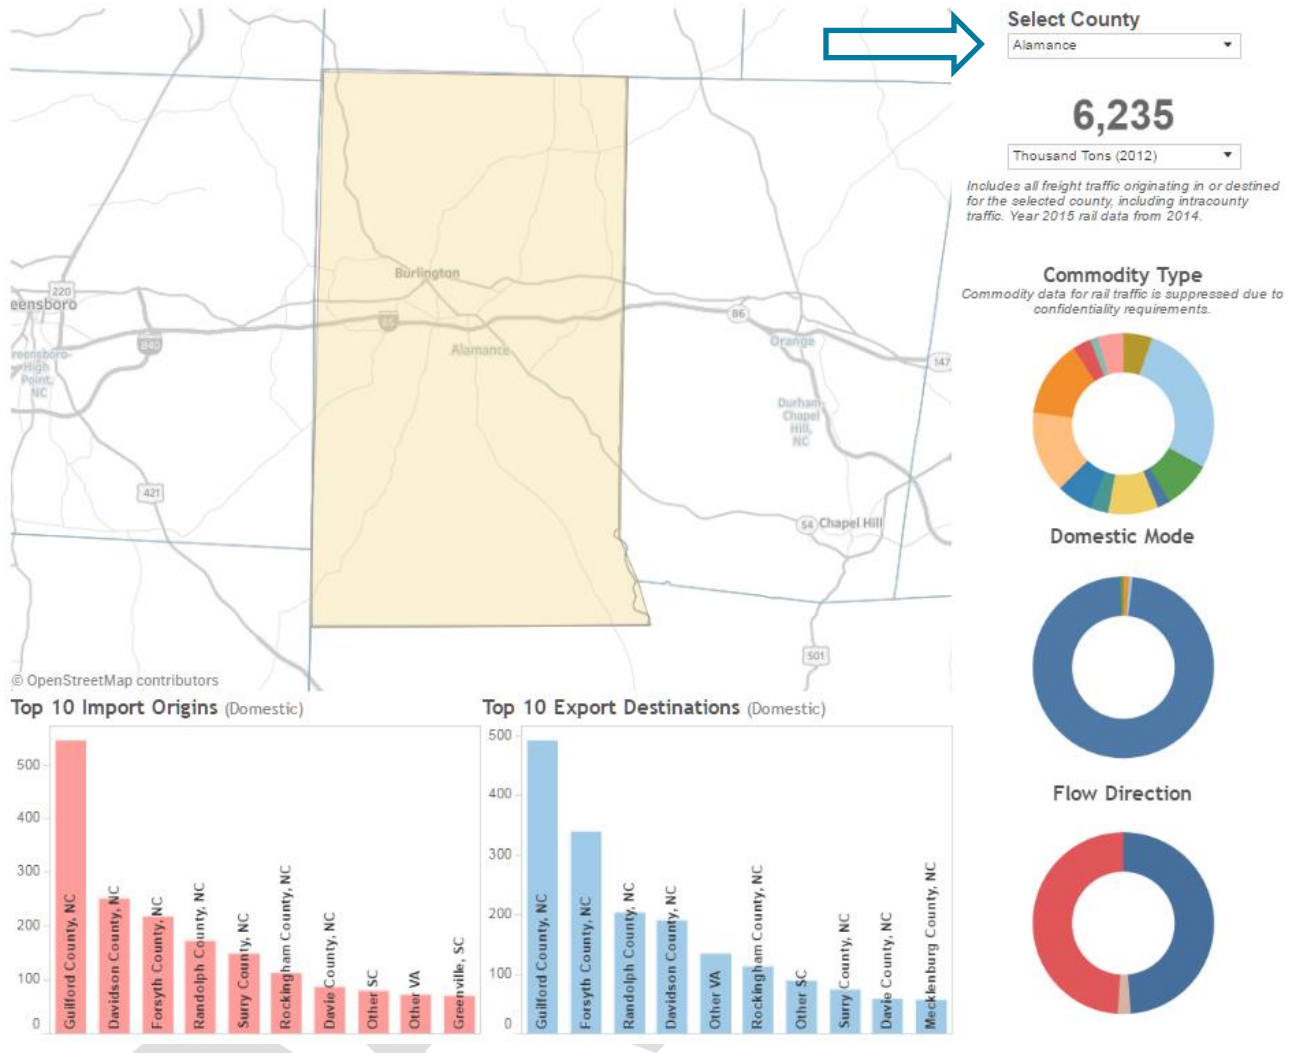 Select County
Alamance
6,235
Thousand Tons (2012)
Includes all freight traffic originating in or destined
for the selected county, including intracounty
traffic. Year 2015 rail data from 2014.
Commodity Type
Commodity data for rail traffic is suppressed due to
confidentiality requirements.
Domestic Mode
Flow Direction
220
eensboro
840
reensboro-
High
Point,
NC
421
Burlington
Alamance
86
Orange
147
Durham-
Chapel
Hill,
NC
54
Chapel Hill
501
© OpenStreetMap contributors
Top 10 Import Origins (Domestic)
500
400
300
200
100
0
Guilford County, NC
Davidson County, NC
Forsyth County, NC
Randolph County, NC
Surry County, NC
Rockingham County, NC
Davie County, NC
Other SC
Other VA
Greenville, SC
Top 10 Export Destinations (Domestic)
500
400
300
200
100
0
Guilford County, NC
Forsyth County, NC
Randolph County, NC
Davidson County, NC
Other VA
Rockingham County, NC
Other SC
Surry County, NC
Davie County, NC
Mecklenburg County, NC